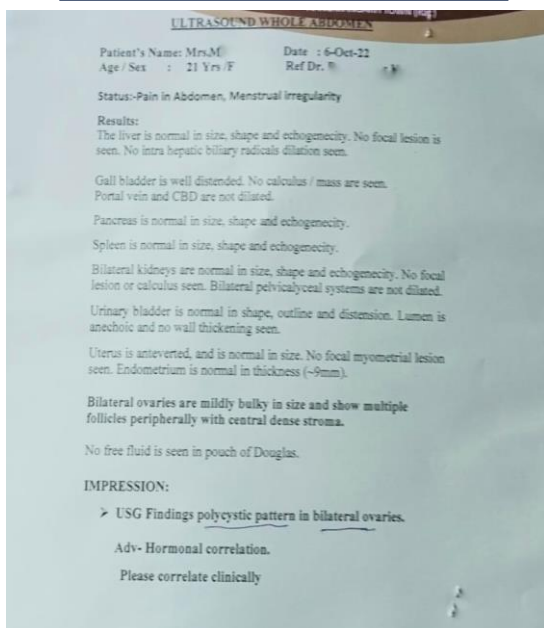 ULTRASOUND WHOLE ABDOMEN
Patient's Name: Mrs.M Date : 6-Oct-22
Age / Sex : 21 Yrs /F Ref Dr.
Status:-Pain in Abdomen, Menstrual irregularity
Results:
The liver is normal in size, shape and echogenecity. No focal lesion is
seen. No intra hepatic biliary radicals dilation seen.
Gall bladder is well distended. No calculus / mass are seen.
Portal vein and CBD are not dilated.
Pancreas is normal in size, shape and echogenecity.
Spleen is normal in size, shape and echogenecity.
Bilateral kidneys are normal in size, shape and echogenecity. No focal
lesion or calculus seen. Bilateral pelvicalyceal systems are not dilated.
Urinary bladder is normal in shape, outline and distension. Lumen is
anechoic and no wall thickening seen.
Uterus is anteverted, and is normal in size. No focal myometrial lesion
seen. Endometrium is normal in thickness (~9mm).
Bilateral ovaries are mildly bulky in size and show multiple
follicles peripherally with central dense stroma.
No free fluid is seen in pouch of Douglas.
IMPRESSION:
➢ USG Findings polycystic pattern in bilateral ovaries.
Adv- Hormonal correlation.
Please correlate clinically